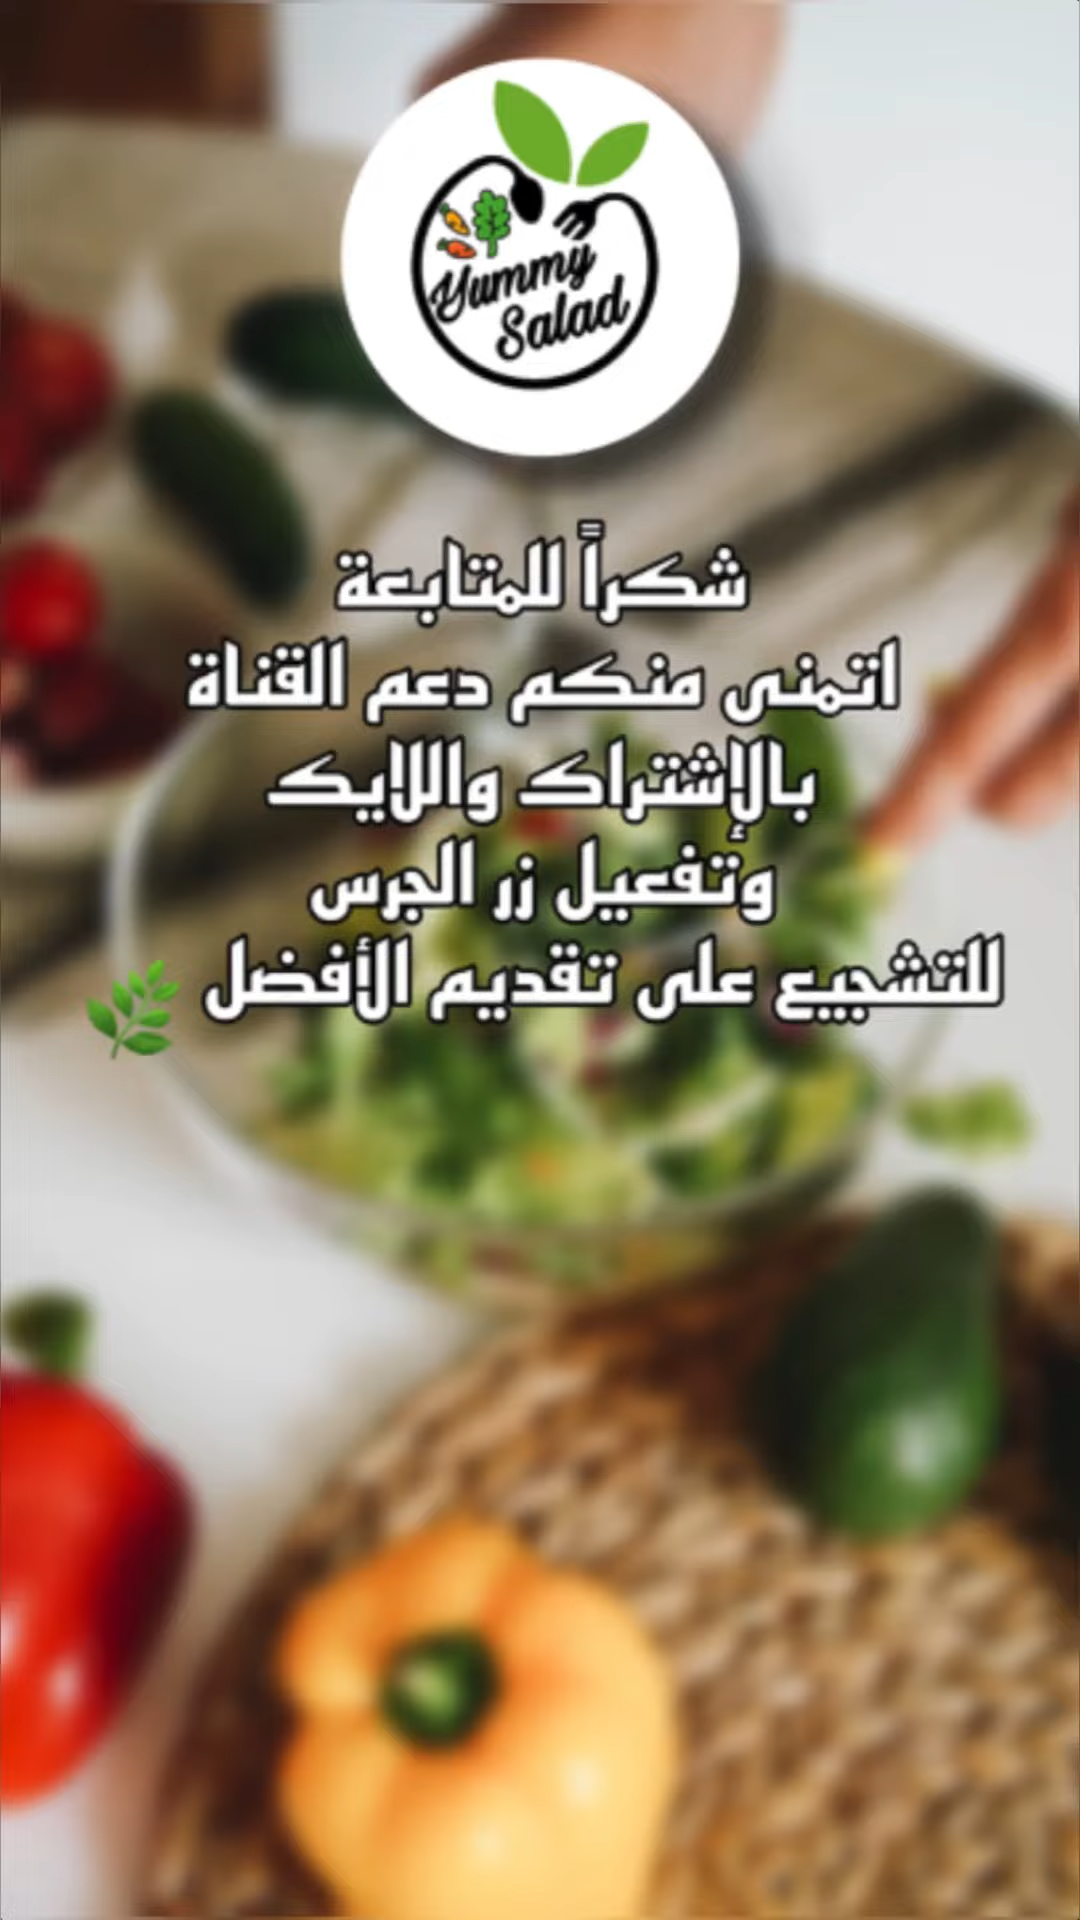 Yummy
Salad
شكراً للمتابعة
اتمنى منكم دعم القناة
بالإشتراك واللايك
وتفعيل زر الجرس
للتشجيع على تقديم الأفضل 🌿